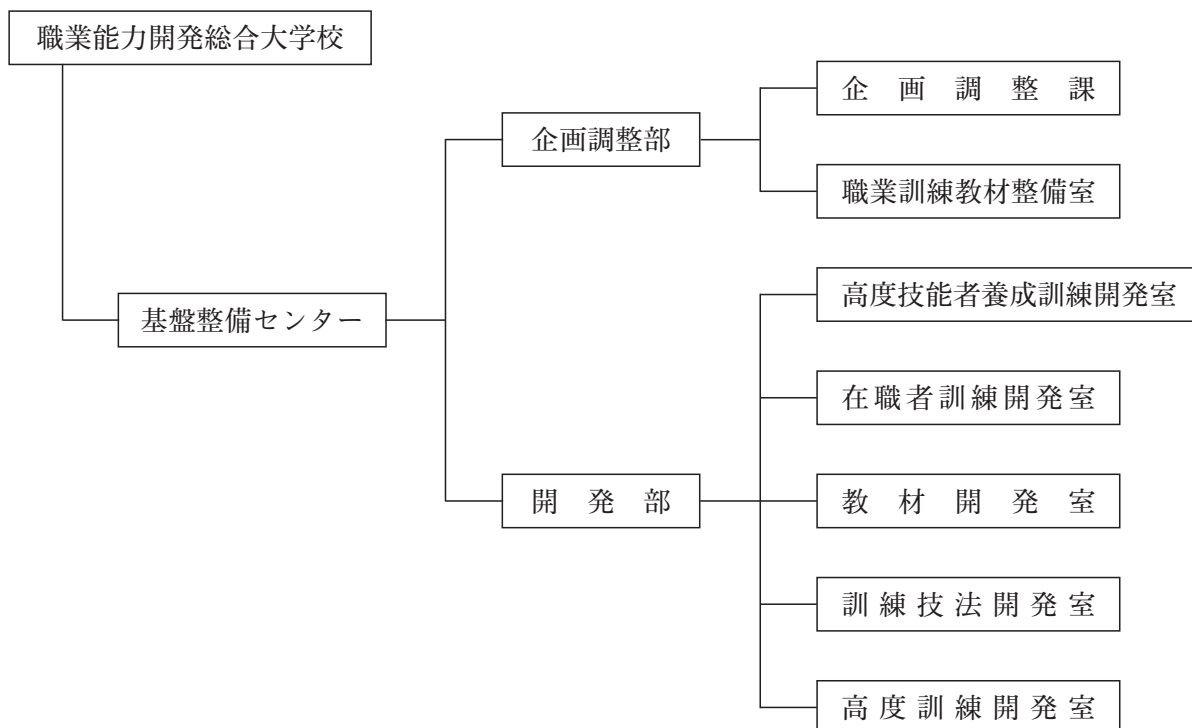 職業能力開発総合大学校
企画調整課
企画調整部
職業訓練教材整備室
高度技能者養成訓練開発室
基盤整備センター
在職者訓練開発室
開発部
教材開発室
訓練技法開発室
高度訓練開発室